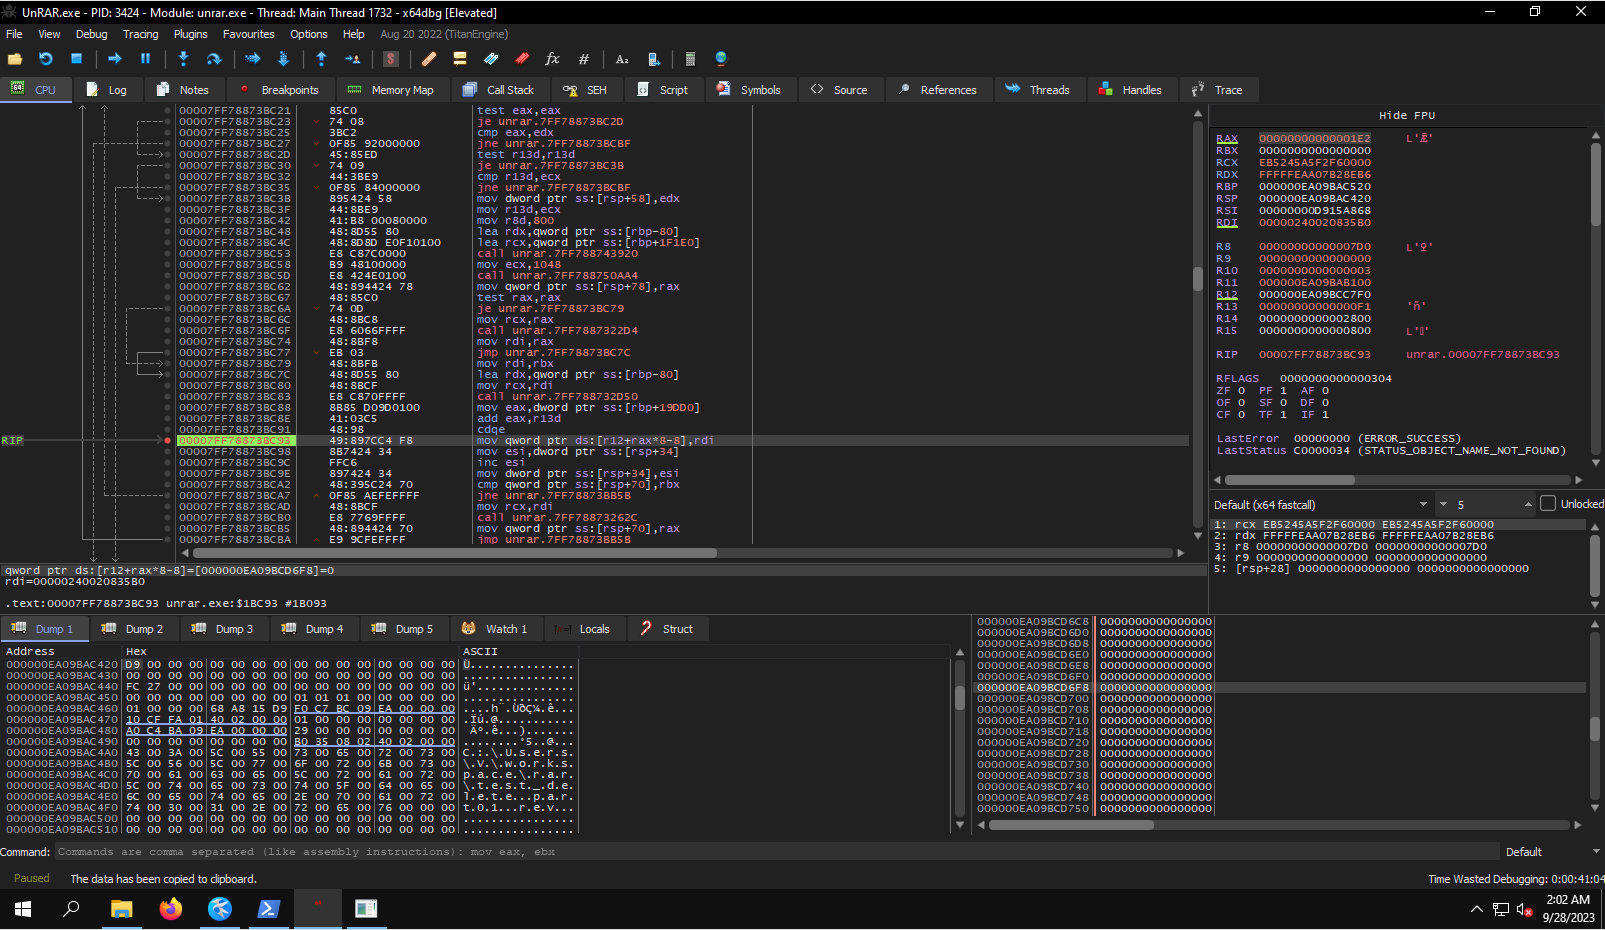 UnRAR.exe - PID: 3424 - Module: unrar.exe - Thread: Main Thread 1732 - x64dbg [Elevated]
File View Debug Tracing Plugins Favourites Options Help Aug 20 2022 (TitanEngine)
CPU Log Notes Breakpoints Memory Map Call Stack SEH Script Symbols Source References Threads Handles Trace
00007FF78873BC21 85C0 test eax,eax
00007FF78873BC23 74 08 je unrar.7FF78873BC2D
00007FF78873BC25 3BC2 cmp eax,edx
00007FF78873BC27 0F85 92000000 jne unrar.7FF78873BCBF
00007FF78873BC2D 45:85ED test r13d,r13d
00007FF78873BC30 74 09 je unrar.7FF78873BC3B
00007FF78873BC32 44:3BE9 cmp r13d,ecx
00007FF78873BC35 0F85 84000000 jne unrar.7FF78873BCBF
00007FF78873BC3B 895424 58 mov dword ptr ss:[rsp+58],edx
00007FF78873BC3F 44:8BE9 mov r13d,ecx
00007FF78873BC42 41:B8 00080000 mov r8d,800
00007FF78873BC48 48:8D55 80 lea rdx,qword ptr ss:[rbp-80]
00007FF78873BC4C 48:8D8D E0F10100 lea rcx,qword ptr ss:[rbp+1F1E0]
00007FF78873BC53 E8 C87C0000 call unrar.7FF788743920
00007FF78873BC58 B9 48100000 mov ecx,1048
00007FF78873BC5D E8 424E0100 call unrar.7FF788750AA4
00007FF78873BC62 48:894424 78 mov qword ptr ss:[rsp+78],rax
00007FF78873BC67 48:85C0 test rax,rax
00007FF78873BC6A 74 0D je unrar.7FF78873BC79
00007FF78873BC6C 48:8BC8 mov rcx,rax
00007FF78873BC6F E8 6066FFFF call unrar.7FF7887322D4
00007FF78873BC74 48:8BF8 mov rdi,rax
00007FF78873BC77 EB 03 jmp unrar.7FF78873BC7C
00007FF78873BC79 48:8BFB mov rdi,rbx
00007FF78873BC7C 48:8D55 80 lea rdx,qword ptr ss:[rbp-80]
00007FF78873BC80 48:8BCF mov rcx,rdi
00007FF78873BC83 E8 C870FFFF call unrar.7FF788732D50
00007FF78873BC88 8B85 D09D0100 mov eax,dword ptr ss:[rbp+19DD0]
00007FF78873BC8E 41:03C5 add eax,r13d
00007FF78873BC91 48:98 cdqe
RIP 00007FF78873BC93 49:897CC4 F8 mov qword ptr ds:[r12+rax*8-8],rdi
00007FF78873BC98 8B7424 34 mov esi,dword ptr ss:[rsp+34]
00007FF78873BC9C FFC6 inc esi
00007FF78873BC9E 897424 34 mov dword ptr ss:[rsp+34],esi
00007FF78873BCA2 48:395C24 70 cmp qword ptr ss:[rsp+70],rbx
00007FF78873BCA7 0F85 AEFEFFFF jne unrar.7FF78873BB5B
00007FF78873BCAD 48:8BCF mov rcx,rdi
00007FF78873BCB0 E8 7769FFFF call unrar.7FF78873262C
00007FF78873BCB5 48:894424 70 mov qword ptr ss:[rsp+70],rax
00007FF78873BCBA E9 9CFEFFFF jmp unrar.7FF78873BB5B
Hide FPU
RAX 00000000000001E2
RBX 0000000000000000
RCX EB5245A5F2F60000
RDX FFFFFEAA07B28EB6
RBP 000000EA09BAC520
RSP 000000EA09BAC420
RSI 00000000D915A868
RDI 00000240020835B0
R8 00000000000007D0
R9 0000000000000000
R10 0000000000000003
R11 000000EA09BAB100
R12 000000EA09BCC7F0
R13 00000000000000F1 'ñ'
R14 0000000000002800
R15 0000000000000800
RIP 00007FF78873BC93 unrar.00007FF78873BC93
RFLAGS 0000000000000304
ZF 0 PF 1 AF 0
OF 0 SF 0 DF 0
CF 0 TF 1 IF 1
LastError 00000000 (ERROR_SUCCESS)
LastStatus C0000034 (STATUS_OBJECT_NAME_NOT_FOUND)
Default (x64 fastcall) 5 Unlocked
1: rcx EB5245A5F2F60000 EB5245A5F2F60000
2: rdx FFFFFEAA07B28EB6 FFFFFEAA07B28EB6
3: r8 00000000000007D0 00000000000007D0
4: r9 0000000000000000 0000000000000000
5: [rsp+28] 0000000000000000 0000000000000000
qword ptr ds:[r12+rax*8-8]=[000000EA09BCD6F8]=0
rdi=00000240020835B0
.text:00007FF78873BC93 unrar.exe:$1BC93 #1B093
Dump 1 Dump 2 Dump 3 Dump 4 Dump 5 Watch 1 Locals Struct
Address Hex ASCII
000000EA09BAC420 D9 00 00 00 00 00 00 00 00 00 00 00 00 00 00 00 Ù...............
000000EA09BAC430 00 00 00 00 00 00 00 00 00 00 00 00 00 00 00 00 ................
000000EA09BAC440 FC 27 00 00 00 00 00 00 00 00 00 00 00 00 00 00 ü'..............
000000EA09BAC450 00 00 00 00 00 00 00 00 01 01 01 00 00 00 00 00 ................
000000EA09BAC460 01 00 00 00 68 A8 15 D9 F0 C7 BC 09 EA 00 00 00 ....h¨.ÙðÇ¼.ê...
000000EA09BAC470 10 CF FA 01 40 02 00 00 01 00 00 00 00 00 00 00 .Ïú.@...........
000000EA09BAC480 A0 C4 BA 09 EA 00 00 00 29 00 00 00 00 00 00 00 Äº.ê...).......
000000EA09BAC490 00 00 00 00 00 00 00 00 B0 35 08 02 40 02 00 00 ........°5..@...
000000EA09BAC4A0 43 00 3A 00 5C 00 55 00 73 00 65 00 72 00 73 00 C.:.\.U.s.e.r.s.
000000EA09BAC4B0 5C 00 56 00 5C 00 77 00 6F 00 72 00 6B 00 73 00 \.V.\.w.o.r.k.s.
000000EA09BAC4C0 70 00 61 00 63 00 65 00 5C 00 72 00 61 00 72 00 p.a.c.e.\.r.a.r.
000000EA09BAC4D0 5C 00 74 00 65 00 73 00 74 00 5F 00 64 00 65 00 \.t.e.s.t._.d.e.
000000EA09BAC4E0 6C 00 65 00 74 00 65 00 2E 00 70 00 61 00 72 00 l.e.t.e...p.a.r.
000000EA09BAC4F0 74 00 30 00 31 00 2E 00 72 00 65 00 76 00 00 00 t.0.1...r.e.v...
000000EA09BAC500 00 00 00 00 00 00 00 00 00 00 00 00 00 00 00 00 ................
000000EA09BAC510 00 00 00 00 00 00 00 00 00 00 00 00 00 00 00 00 ................
000000EA09BCD6C8 0000000000000000
000000EA09BCD6D0 0000000000000000
000000EA09BCD6D8 0000000000000000
000000EA09BCD6E0 0000000000000000
000000EA09BCD6E8 0000000000000000
000000EA09BCD6F0 0000000000000000
000000EA09BCD6F8 0000000000000000
000000EA09BCD700 0000000000000000
000000EA09BCD708 0000000000000000
000000EA09BCD710 0000000000000000
000000EA09BCD718 0000000000000000
000000EA09BCD720 0000000000000000
000000EA09BCD728 0000000000000000
000000EA09BCD730 0000000000000000
000000EA09BCD738 0000000000000000
000000EA09BCD740 0000000000000000
000000EA09BCD748 0000000000000000
000000EA09BCD750 0000000000000000
Command: Commands are comma separated (like assembly instructions): mov eax, ebx Default
Paused The data has been copied to clipboard. Time Wasted Debugging: 0:00:41:04
2:02 AM
9/28/2023